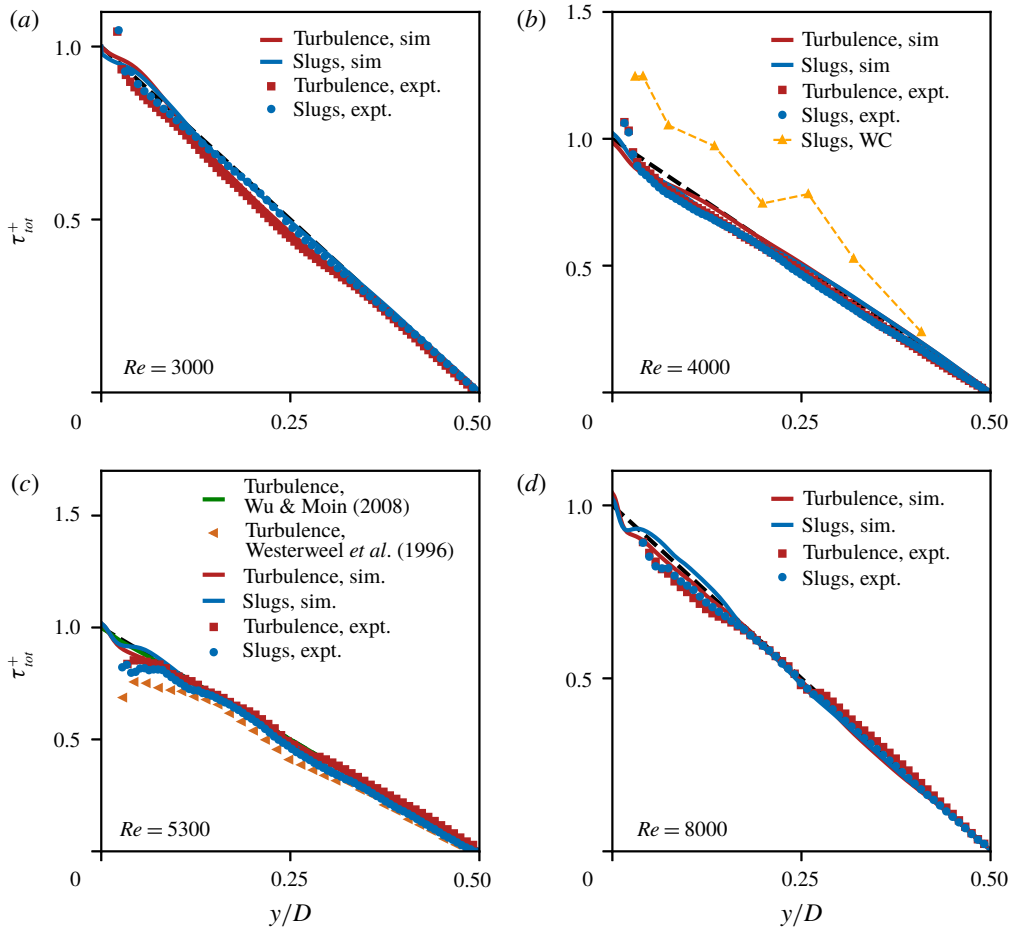 (a)
1.0
0.5
τ⁺tot
Turbulence, sim
Slugs, sim
Turbulence, expt.
Slugs, expt.
Re = 3000
0
0.25
0.50
(b)
1.5
1.0
0.5
0
Turbulence, sim
Slugs, sim
Turbulence, expt.
Slugs, expt.
Slugs, WC
Re = 4000
0.25
0.50
(c)
1.5
1.0
0.5
τ⁺tot
Turbulence,
Wu & Moin (2008)
Turbulence,
Westerweel et al. (1996)
Turbulence, sim.
Slugs, sim.
Turbulence, expt.
Slugs, expt.
Re = 5300
0
0.25
0.50
y/D
(d)
1.0
0.5
Turbulence, sim.
Slugs, sim.
Turbulence, expt.
Slugs, expt.
Re = 8000
0
0.25
0.50
y/D